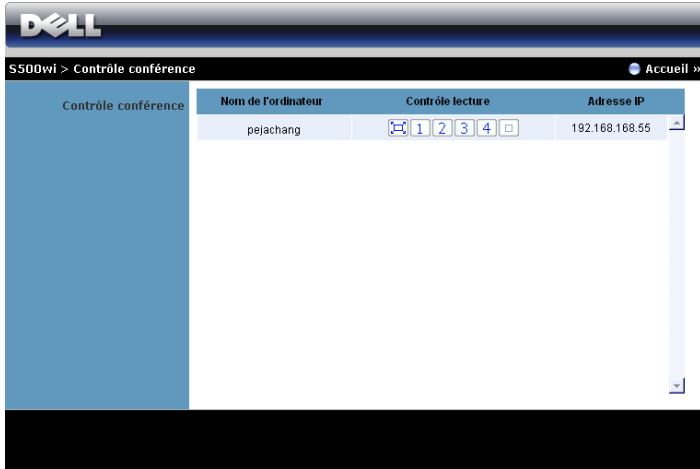 DELL
S500wi > Contrôle conférence
Accueil »
Contrôle conférence
Nom de l'ordinateur Contrôle lecture Adresse IP
pejachang 1 2 3 4 192.168.168.55